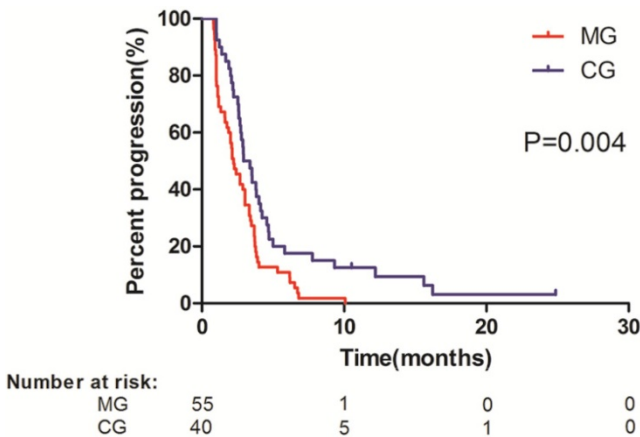 100
80
60
40
20
0
Percent progression(%)
MG
CG
P=0.004
0 10 20 30
Time(months)
Number at risk:
MG 55 1 0 0
CG 40 5 1 0